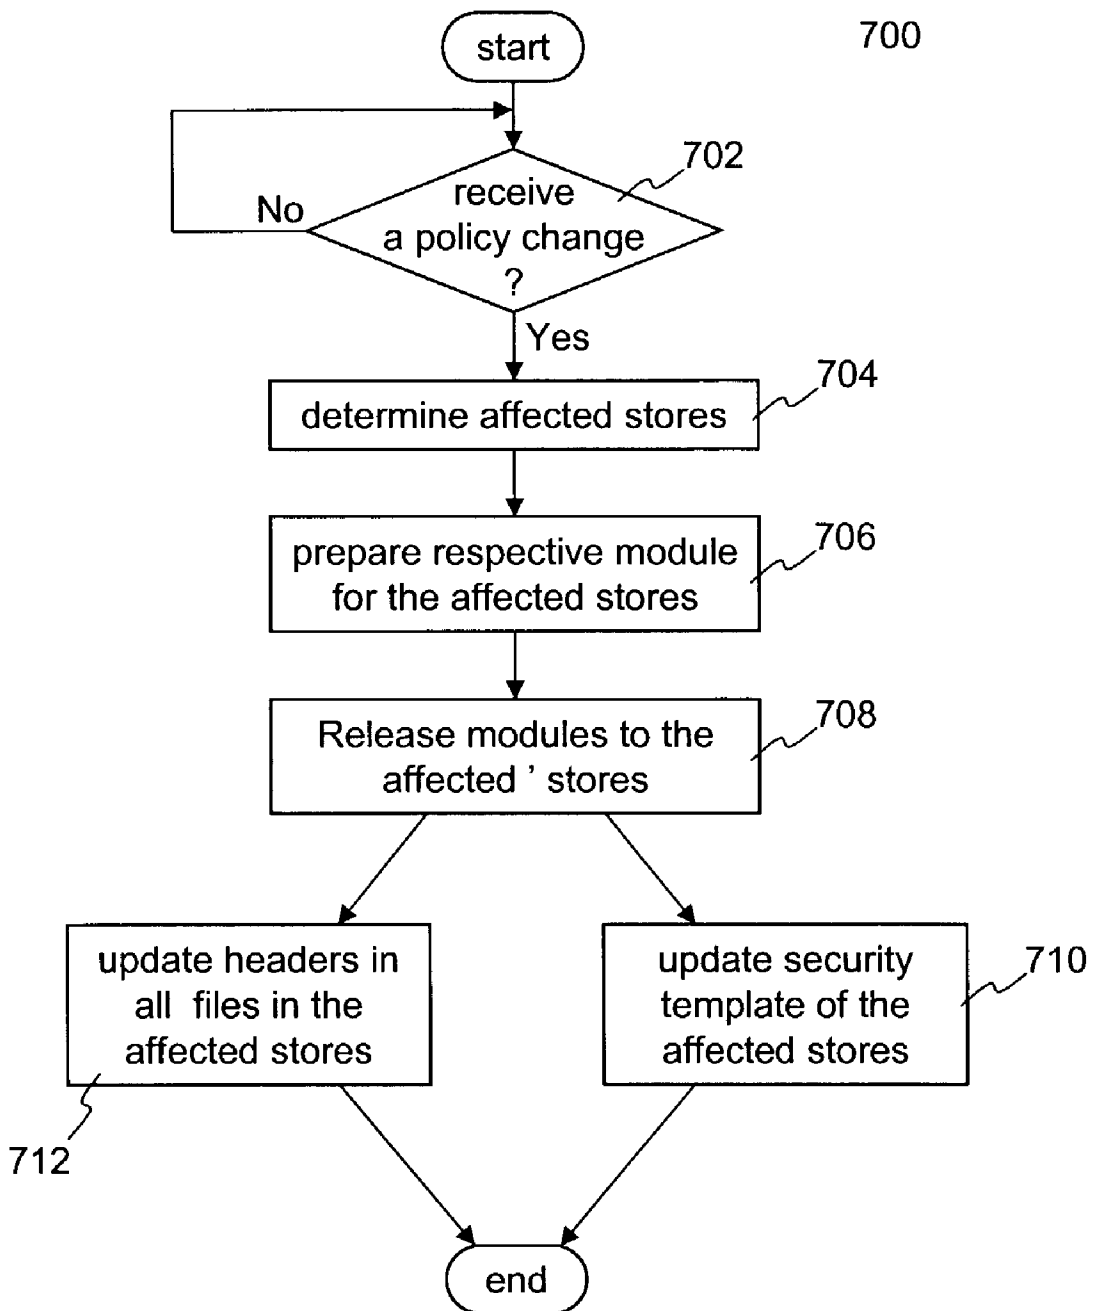 start
700
702
receive
a policy change
?
No
Yes
704
determine affected stores
706
prepare respective module
for the affected stores
708
Release modules to the
affected ’ stores
update headers in
all files in the
affected stores
712
update security
template of the
affected stores
710
end